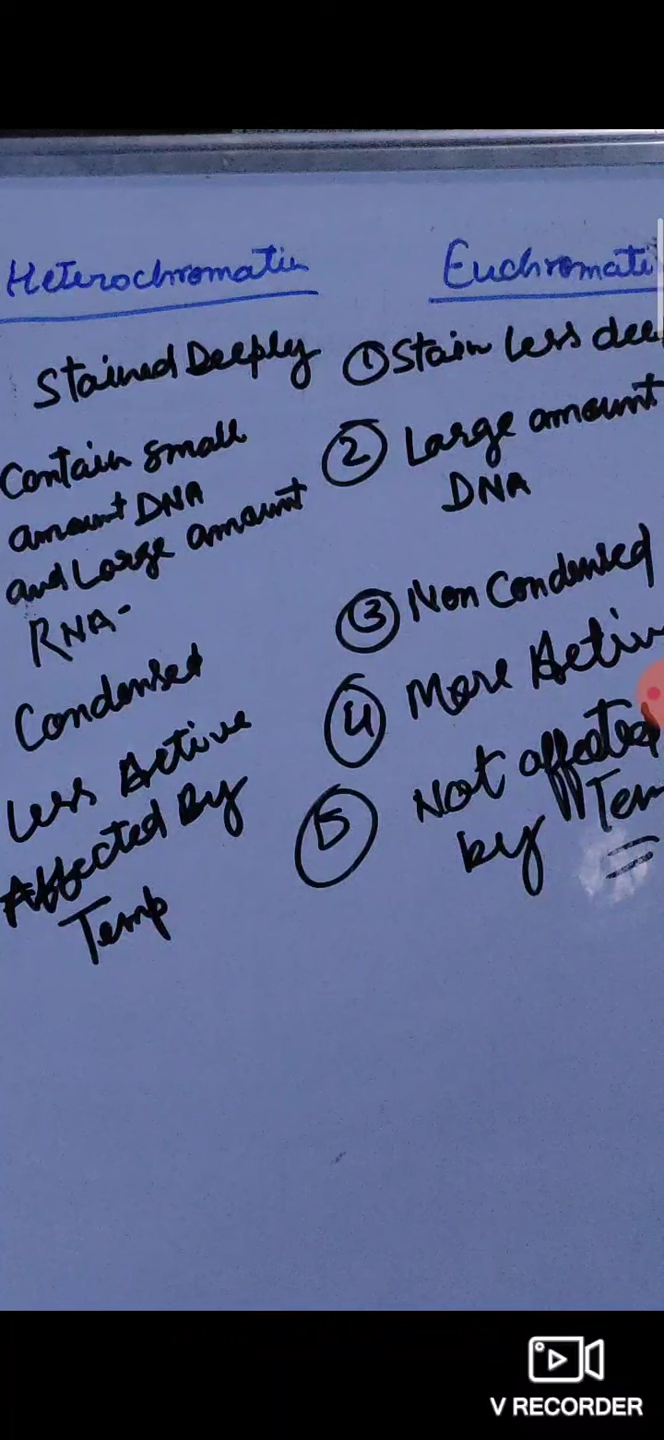 Heterochromatin Euchromati
Stained Deeply ① Stain less dee
Contain small
amount DNA
and Large amount
RNA-
② Large amount
DNA
Condensed ③ Non Condensed
Less Active ④ More Activ
Affected By
Temp
⑤ Not affected
by Tem
V RECORDER